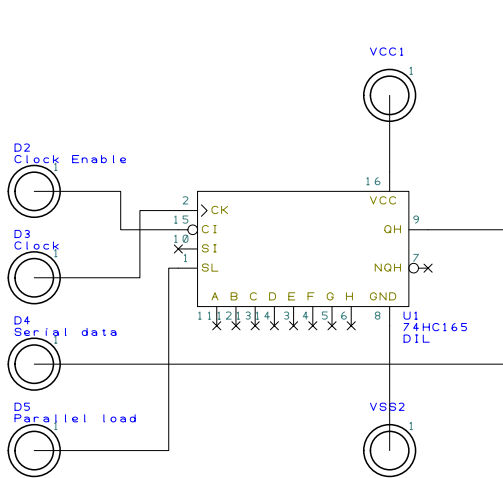 VCC1
1
D2
Clock Enable
1
16
VCC
2
CK
15
CI
QH
9
D3
Clock
1
10
SI
1
SL
NQH
7
A B C D E F G H GND
11 12 13 14 3 4 5 6 8
U1
74HC165
DIL
D4
Serial data
1
D5
Parallel load
1
VSS2
1